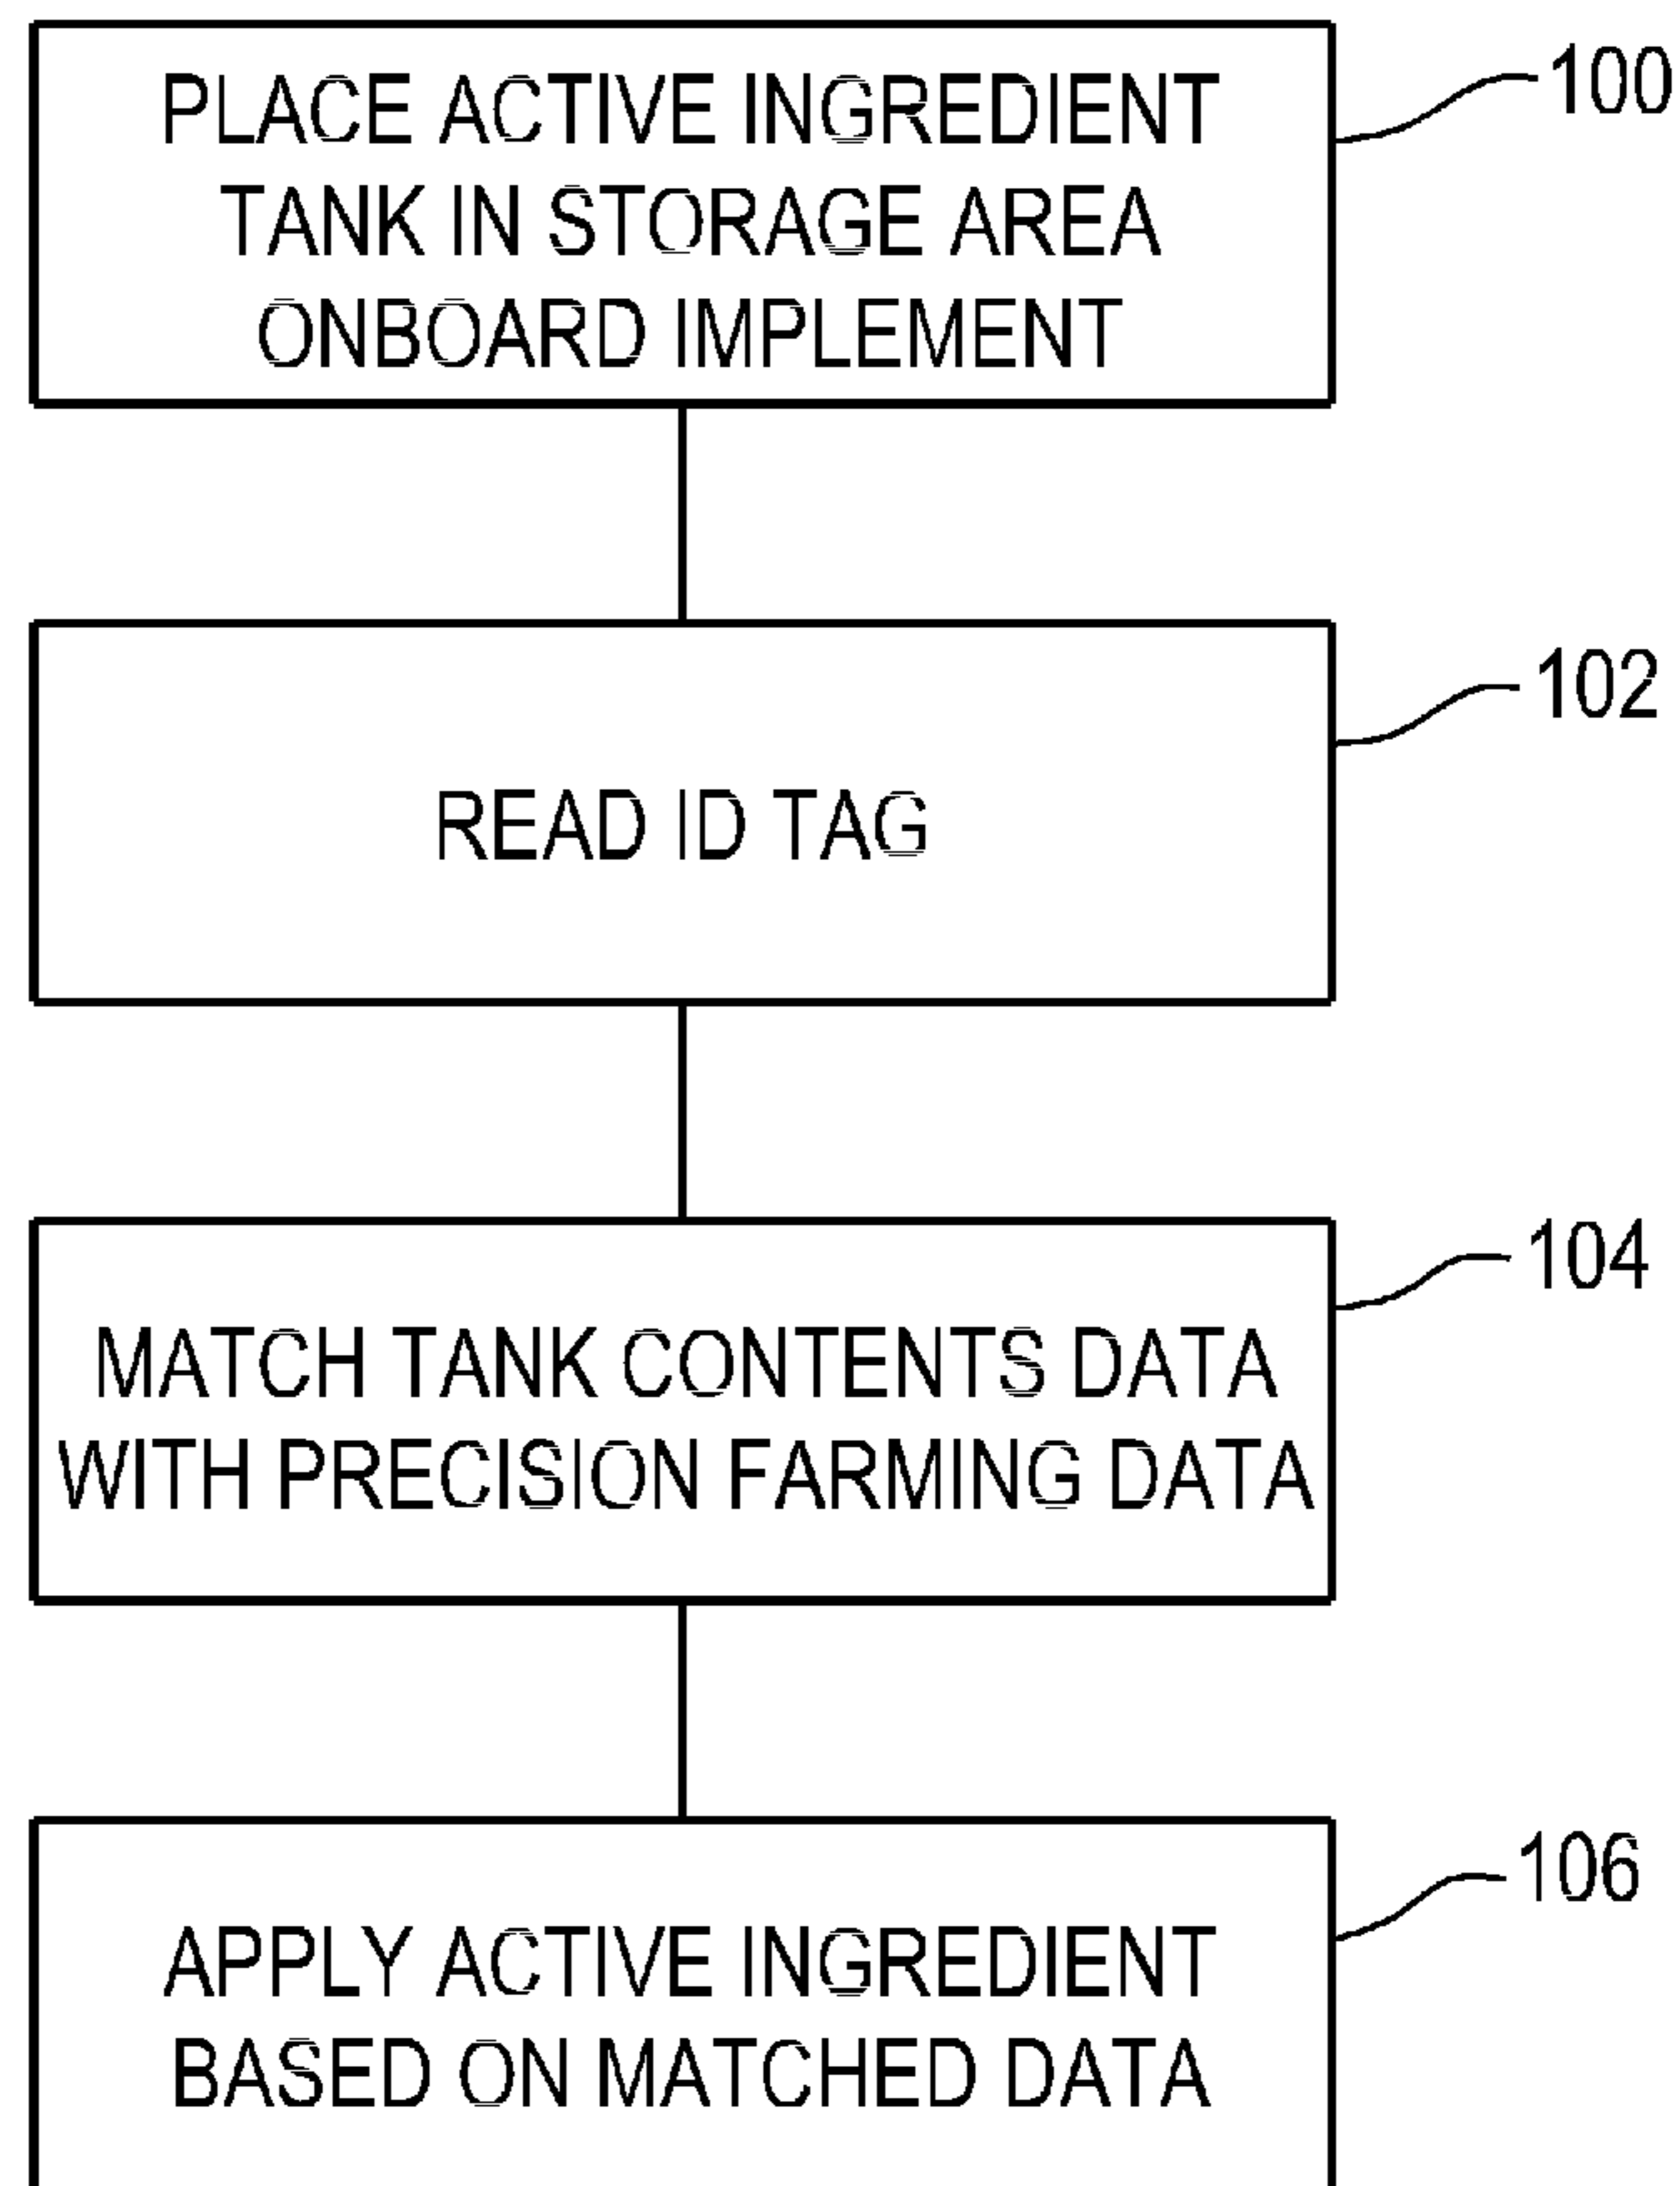 PLACE ACTIVE INGREDIENT
TANK IN STORAGE AREA
ONBOARD IMPLEMENT
100
READ ID TAG
102
MATCH TANK CONTENTS DATA
WITH PRECISION FARMING DATA
104
APPLY ACTIVE INGREDIENT
BASED ON MATCHED DATA
106